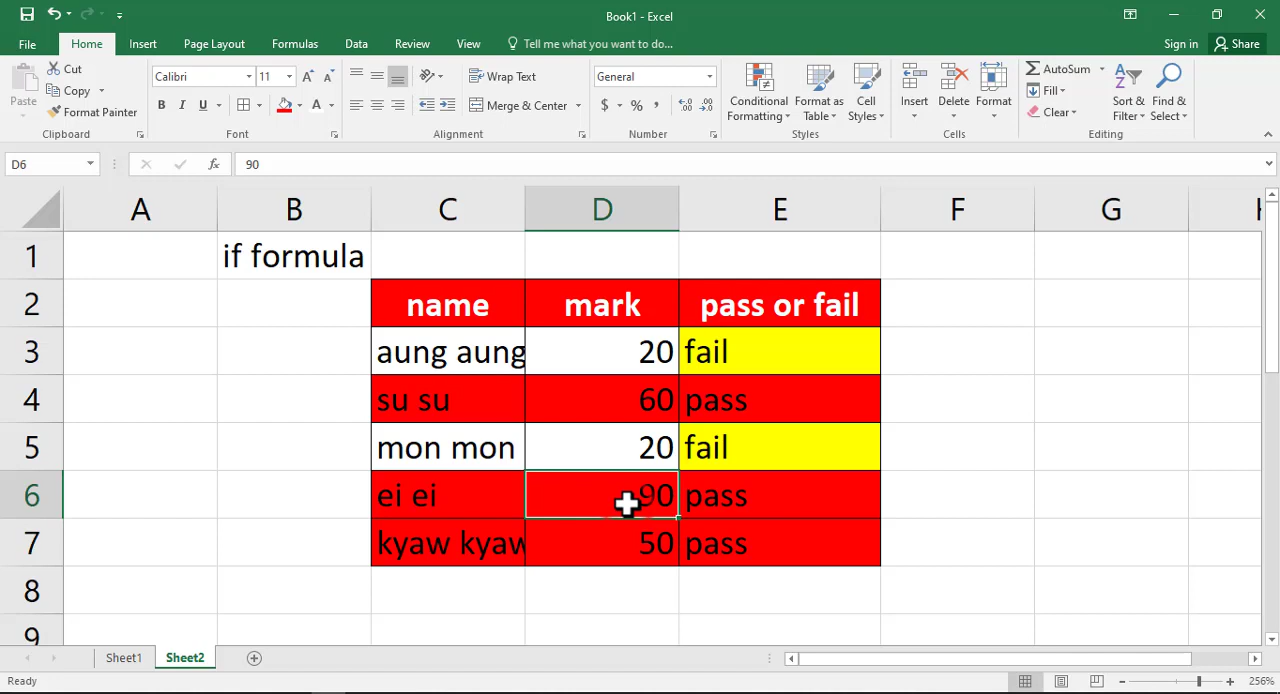 Book1 - Excel
File Home Insert Page Layout Formulas Data Review View Tell me what you want to do... Sign in Share
Paste Cut Copy Format Painter
Calibri 11
B I U A
Wrap Text
Merge & Center
General
$ % ,
Conditional Formatting Format as Table Cell Styles
Insert Delete Format
AutoSum Fill Clear
Sort & Filter Find & Select
Clipboard Font Alignment Number Styles Cells Editing
D6 fx 90
A B C D E F G H
1 if formula
2 name mark pass or fail
3 aung aung 20 fail
4 su su 60 pass
5 mon mon 20 fail
6 ei ei 90 pass
7 kyaw kyaw 50 pass
8
9
Sheet1 Sheet2
Ready 256%